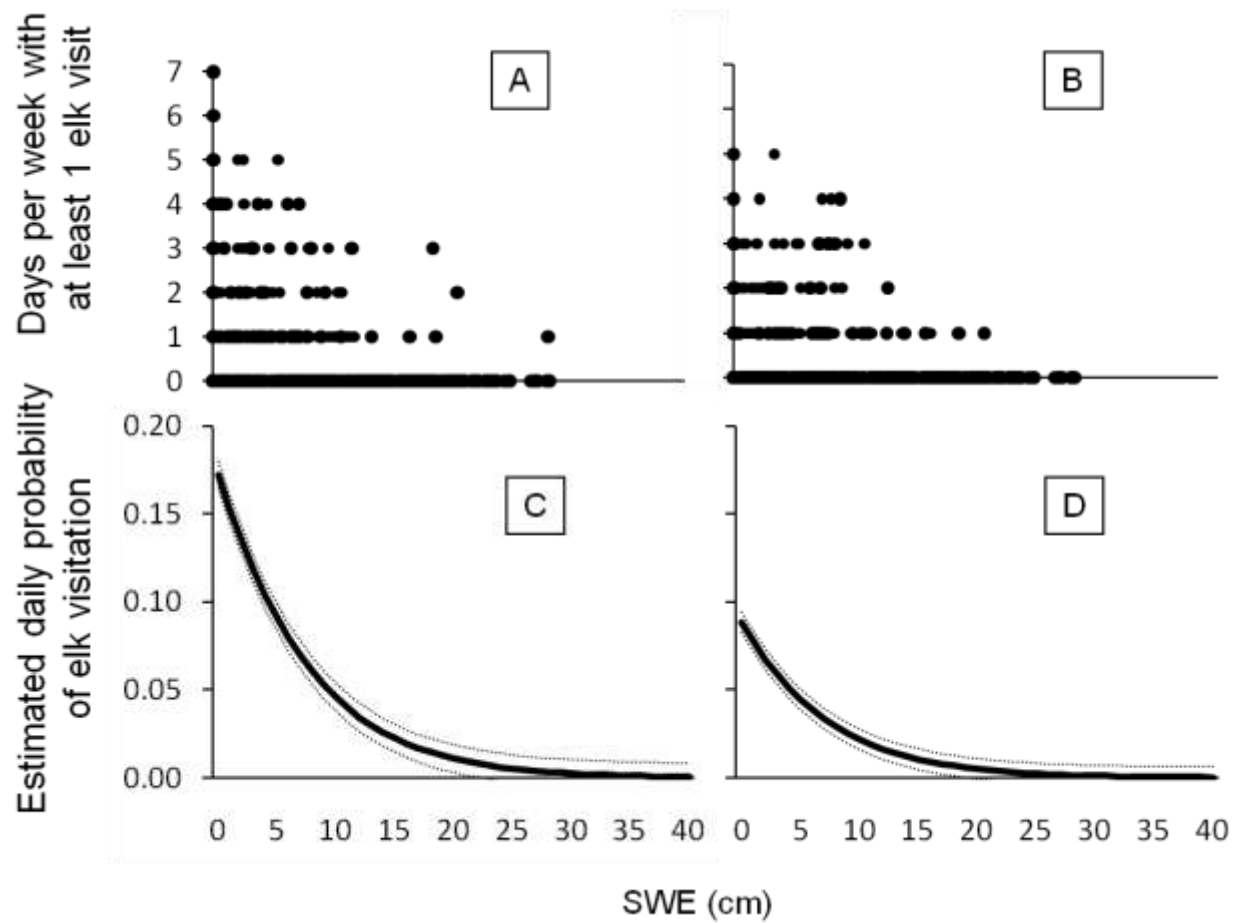 Days per week with
at least 1 elk visit
7
6
5
4
3
2
1
0
A
B
Estimated daily probability
of elk visitation
0.20
0.15
0.10
0.05
0.00
C
D
0 5 10 15 20 25 30 35 40
0 5 10 15 20 25 30 35 40
SWE (cm)